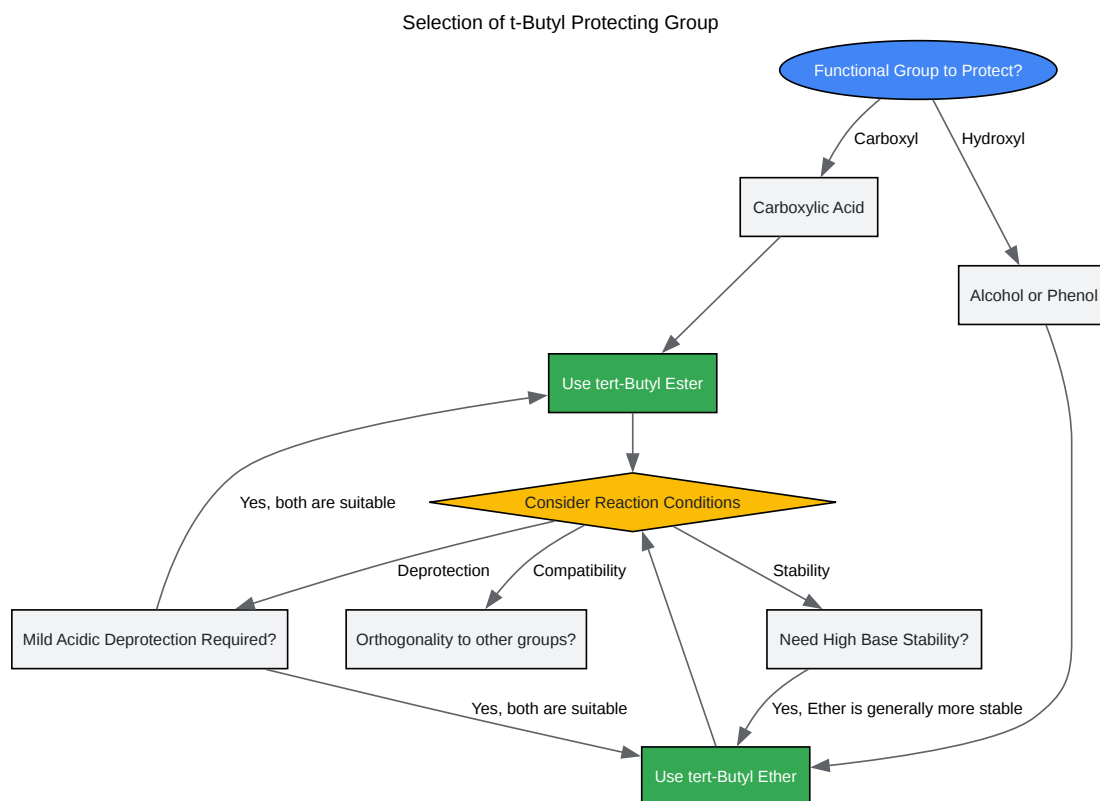 Selection of t-Butyl Protecting Group
Functional Group to Protect?
Carboxyl
Hydroxyl
Carboxylic Acid
Alcohol or Phenol
Use tert-Butyl Ester
Yes, both are suitable
Consider Reaction Conditions
Deprotection
Compatibility
Stability
Mild Acidic Deprotection Required?
Orthogonality to other groups?
Need High Base Stability?
Yes, both are suitable
Yes, Ether is generally more stable
Use tert-Butyl Ether